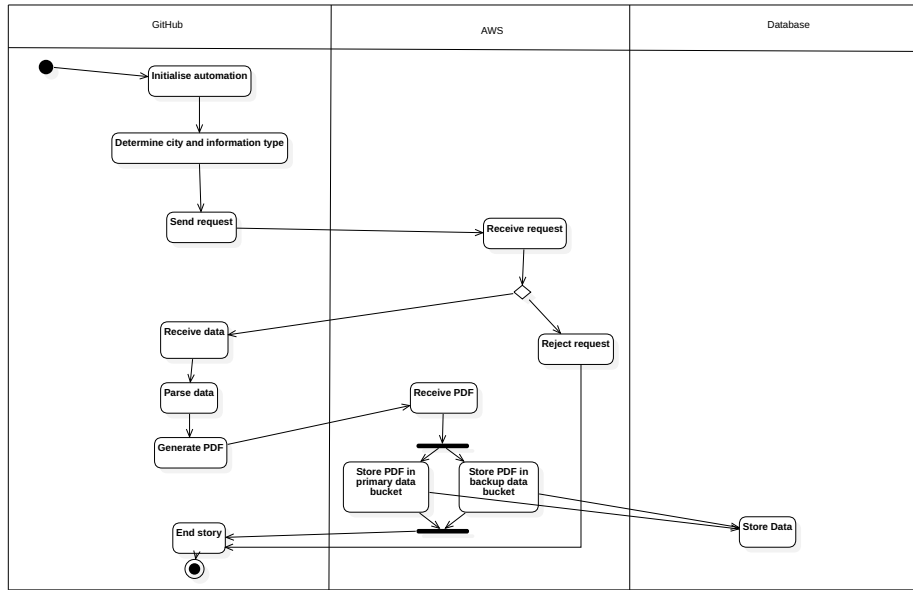 GitHub
AWS
Database
Initialise automation
Determine city and information type
Send request
Receive request
Receive data
Reject request
Parse data
Receive PDF
Generate PDF
Store PDF in
primary data
bucket
Store PDF in
backup data
bucket
End story
Store Data